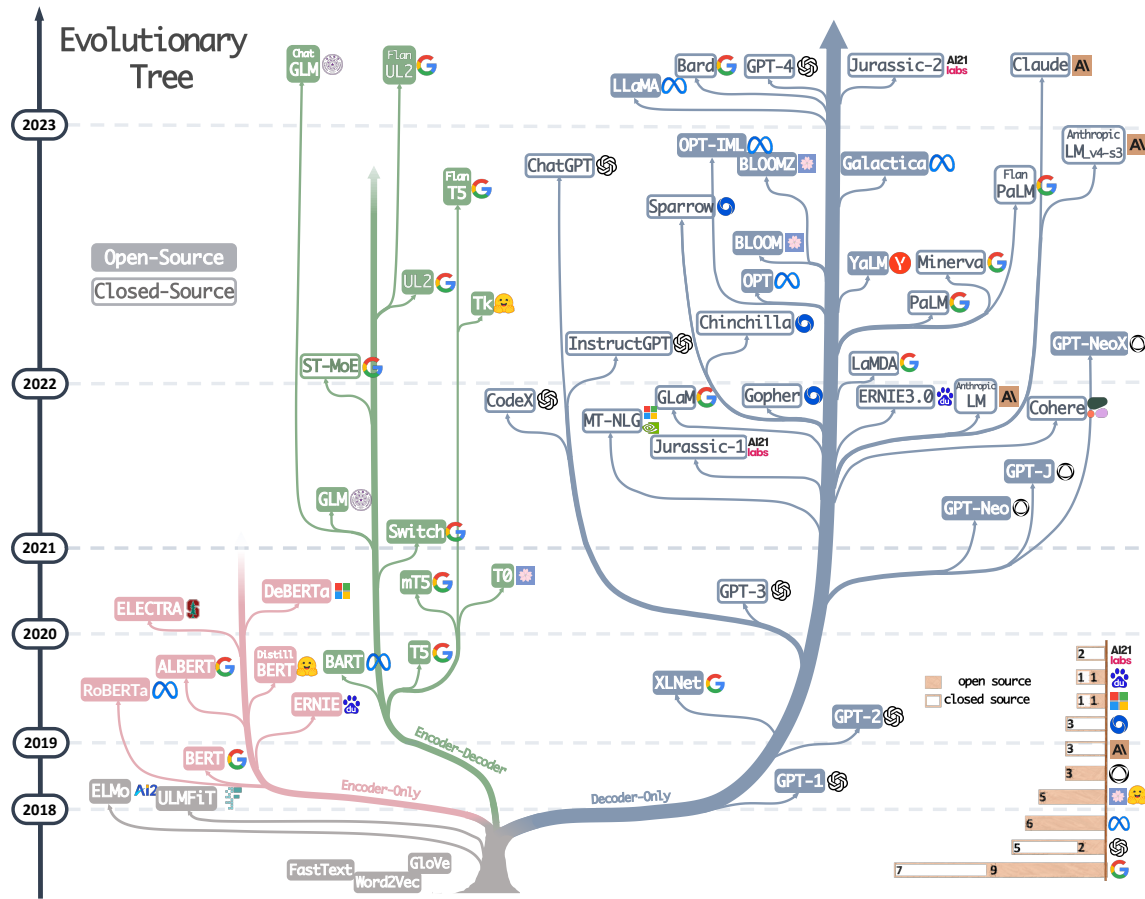 Evolutionary
Tree
2023
2022
2021
2020
2019
2018
Open-Source
Closed-Source
Chat
GLM
Flan
UL2
Flan
T5
UL2
Tk
ST-MoE
GLM
Switch
mT5
T0
BART
T5
Encoder-Decoder
DeBERTa
ELECTRA
ALBERT
Distill
BERT
RoBERTa
ERNIE
BERT
Encoder-Only
ELMo
Ai2
ULMFiT
FastText
Word2Vec
GloVe
Bard
GPT-4
Jurassic-2
AI21
labs
Claude
A\
LLaMA
OPT-IML
BLOOMZ
Galactica
Anthropic
LM_v4-s3
A\
ChatGPT
Flan
PaLM
Sparrow
BLOOM
YaLM
Y
Minerva
OPT
PaLM
Chinchilla
InstructGPT
GPT-NeoX
LaMDA
CodeX
GLaM
Gopher
ERNIE3.0
du
Anthropic
LM
A\
Cohere
MT-NLG
Jurassic-1
AI21
labs
GPT-J
GPT-Neo
GPT-3
XLNet
GPT-2
GPT-1
Decoder-Only
open source
closed source
2
AI21
labs
1 1
du
1 1
3
3
A\
3
5
6
5 2
7 9